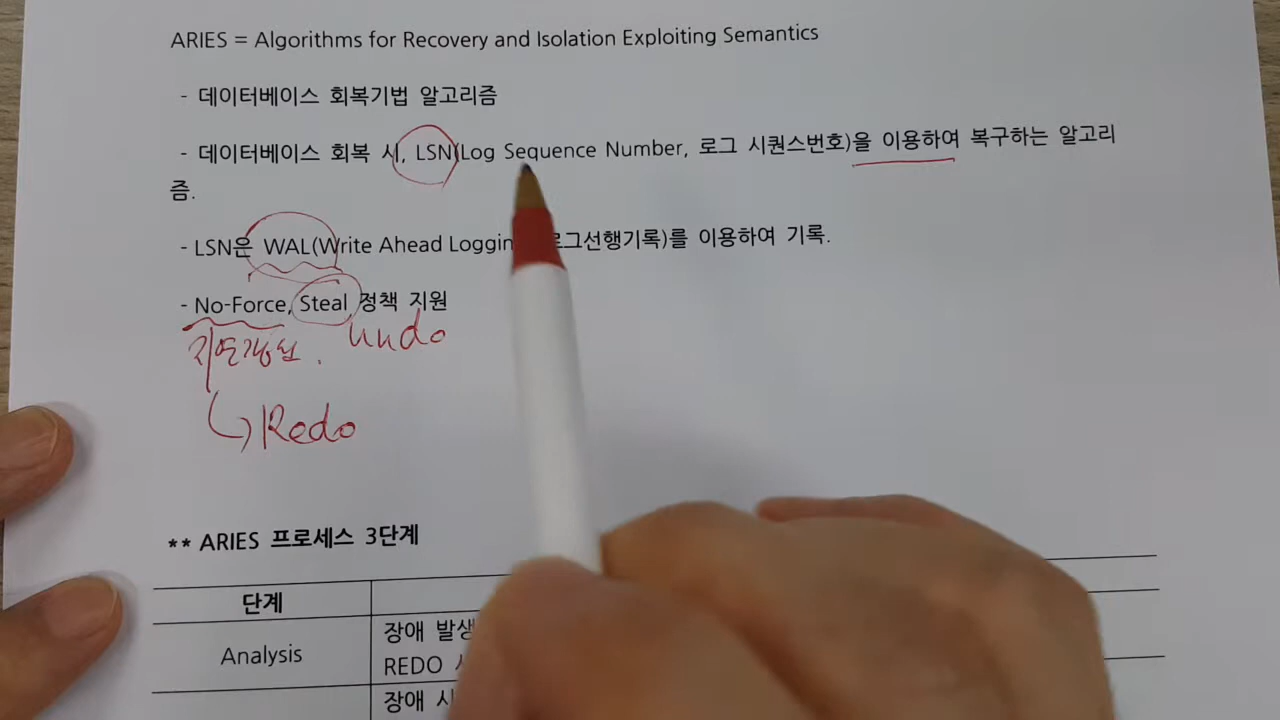 ARIES = Algorithms for Recovery and Isolation Exploiting Semantics
- 데이터베이스 회복기법 알고리즘
- 데이터베이스 회복 시, LSN(Log Sequence Number, 로그 시퀀스번호)을 이용하여 복구하는 알고리
즘.
- LSN은 WAL(Write Ahead Loggin 로그선행기록)를 이용하여 기록.
- No-Force, Steal 정책 지원
지연갱신. undo
Redo
** ARIES 프로세스 3단계
단계
Analysis
장애 발생
REDO
장애 시